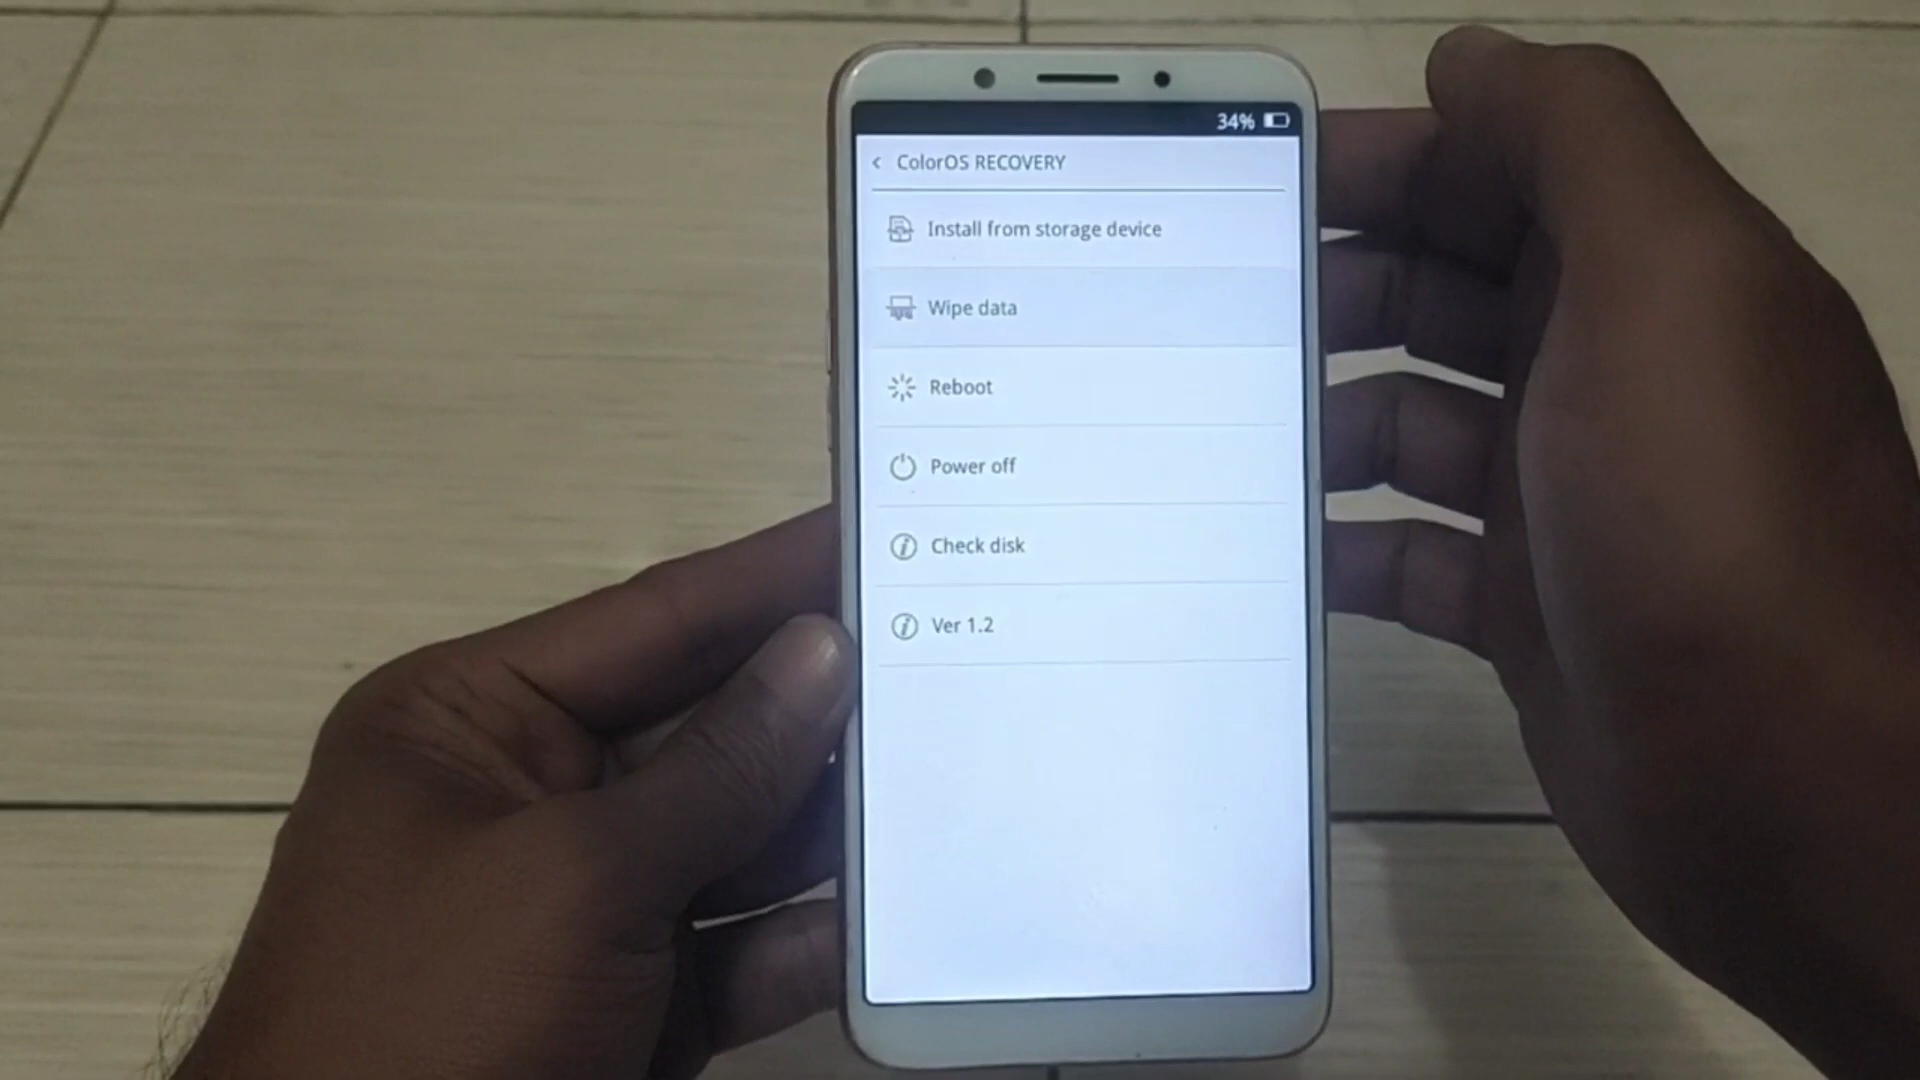 34%
ColorOS RECOVERY
Install from storage device
Wipe data
Reboot
Power off
Check disk
Ver 1.2